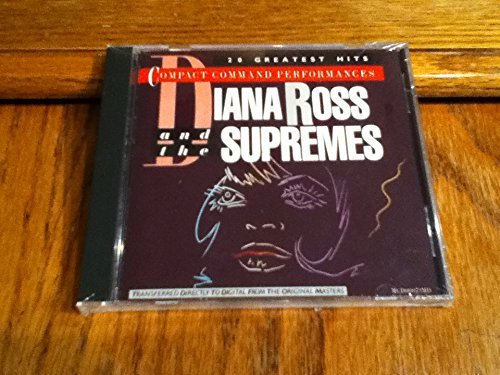 20 GREATEST HITS
COMPACT COMMAND PERFORMANCES
DIANA ROSS
and the SUPREMES
TRANSFERRED DIRECTLY TO DIGITAL FROM THE ORIGINAL MASTERS